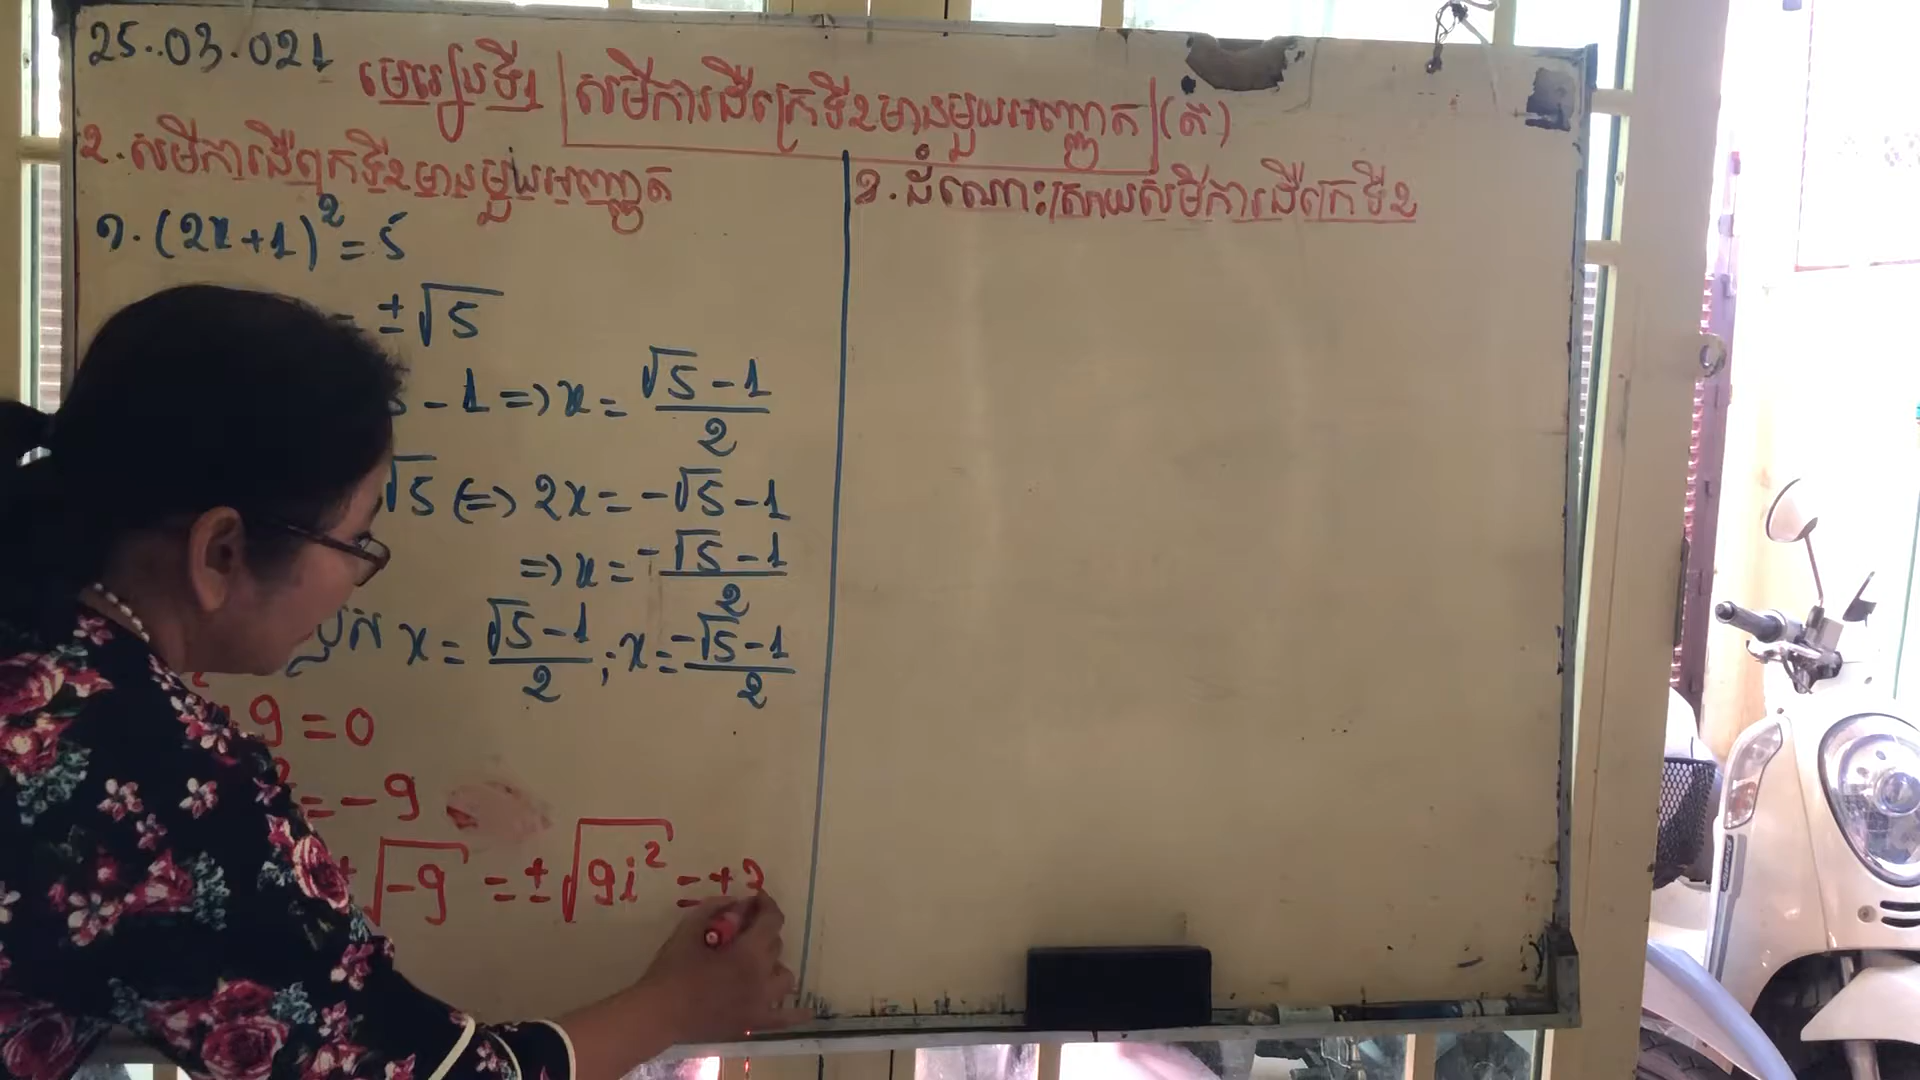 25.03.021
មេរៀនទី1 សមីការដឺក្រេទី2មានមួយអញ្ញាត (ត)
2. សមីការដឺក្រេទី2មានមួយអញ្ញាត
១. (2x+1)² = 5
= ±√5
5 - 1 => x = (√5 - 1)/2
√5 <=> 2x = -√5 - 1
=> x = (-√5 - 1)/2
x = (√5 - 1)/2 ; x = (-√5 - 1)/2
9 = 0
² = -9
± √-9 = ± √9i² = ±3
ដំណោះស្រាយសមីការដឺក្រេទី2